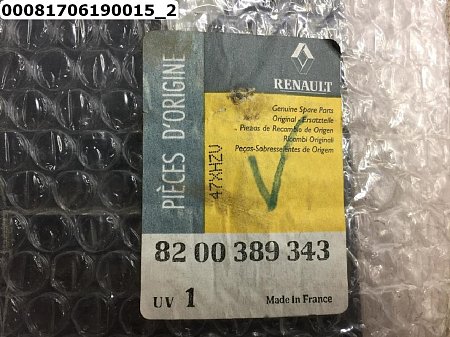 00081706190015_2
PIÈCES D'ORIGINE
RENAULT
Genuine Spare Parts
Original - Ersatzteile
Piezas de Recambio de Origen
Ricambi Originali
Peças-Sobresselentes de Origem
47XHZV
V
82 00 389 343
UV 1
Made in France